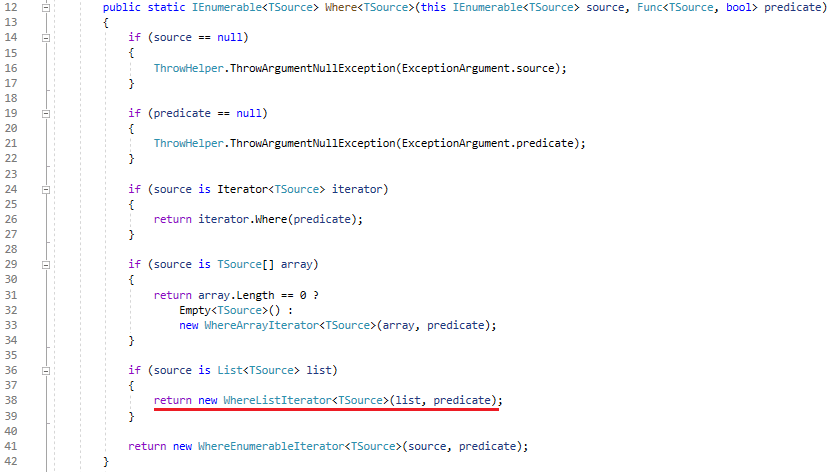 12 public static IEnumerable<TSource> Where<TSource>(this IEnumerable<TSource> source, Func<TSource, bool> predicate)
13 {
14 if (source == null)
15 {
16 ThrowHelper.ThrowArgumentNullException(ExceptionArgument.source);
17 }
18
19 if (predicate == null)
20 {
21 ThrowHelper.ThrowArgumentNullException(ExceptionArgument.predicate);
22 }
23
24 if (source is Iterator<TSource> iterator)
25 {
26 return iterator.Where(predicate);
27 }
28
29 if (source is TSource[] array)
30 {
31 return array.Length == 0 ?
32 Empty<TSource>() :
33 new WhereArrayIterator<TSource>(array, predicate);
34 }
35
36 if (source is List<TSource> list)
37 {
38 return new WhereListIterator<TSource>(list, predicate);
39 }
40
41 return new WhereEnumerableIterator<TSource>(source, predicate);
42 }